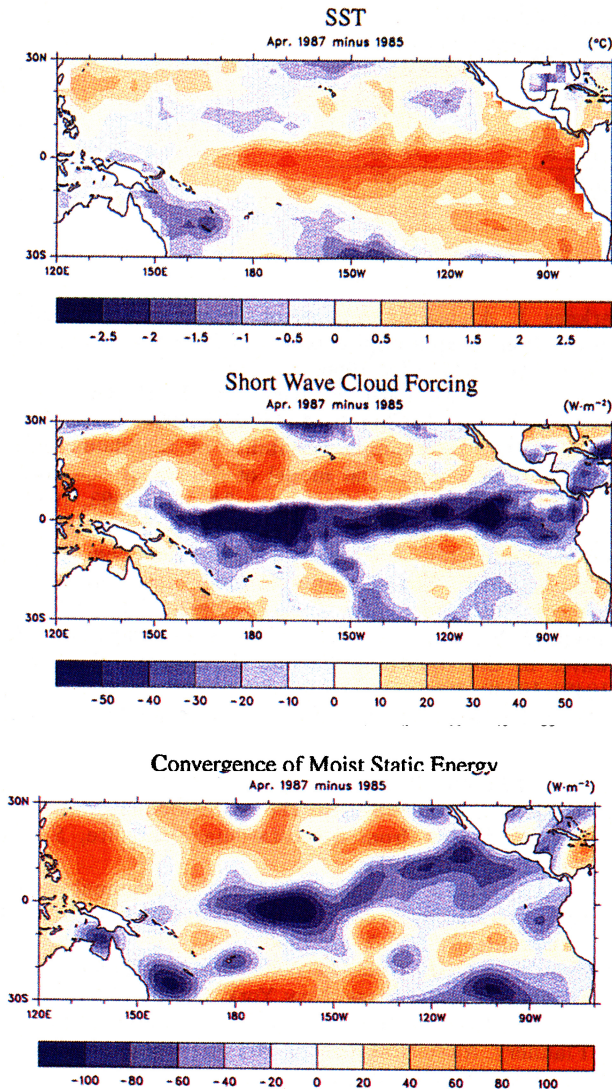 SST
Apr. 1987 minus 1985 (°C)
30N
0
30S
120E 150E 180 150W 120W 90W
-2.5 -2 -1.5 -1 -0.5 0 0.5 1 1.5 2 2.5
Short Wave Cloud Forcing
Apr. 1987 minus 1985 (W·m⁻²)
30N
0
30S
120E 150E 180 150W 120W 90W
-50 -40 -30 -20 -10 0 10 20 30 40 50
Convergence of Moist Static Energy
Apr. 1987 minus 1985 (W·m⁻²)
30N
0
30S
120E 150E 180 150W 120W 90W
-100 -80 -60 -40 -20 0 20 40 60 80 100